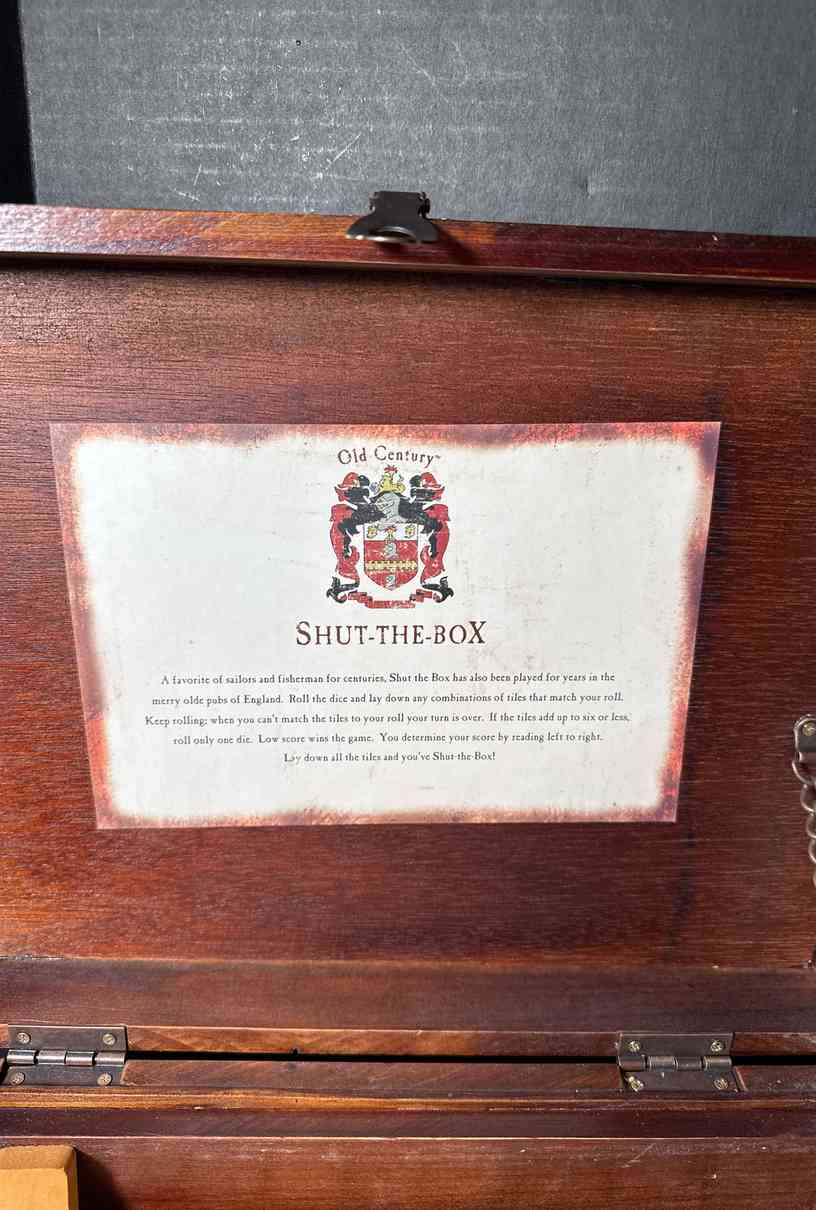 Old Century™
SHUT-THE-BOX
A favorite of sailors and fisherman for centuries, Shut the Box has also been played for years in the
merry olde pubs of England. Roll the dice and lay down any combinations of tiles that match your roll.
Keep rolling; when you can't match the tiles to your roll your turn is over. If the tiles add up to six or less,
roll only one die. Low score wins the game. You determine your score by reading left to right.
Lay down all the tiles and you've Shut-the-Box!